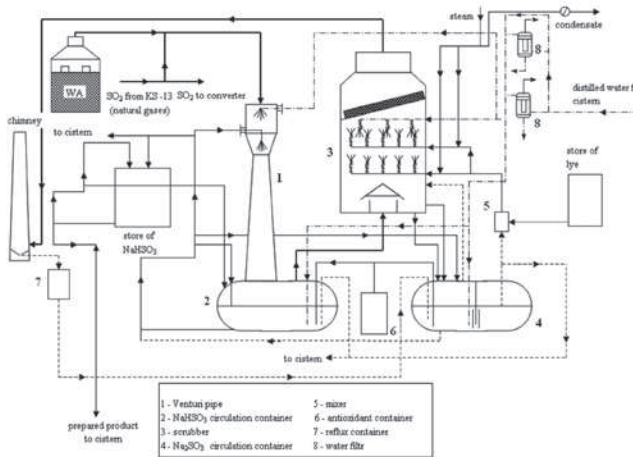 steam
condensate
8
WA
SO₂ from KS -13
(natural gases)
SO₂ to converter
distilled water f
cistern
8
chimney
to cistern
1
3
store of
lye
5
store of
NaHSO₃
7
2
6
4
to cistern
prepared product
to cistern
1 - Venturi pipe
2 - NaHSO₃ circulation container
3 - scrubber
4 - Na₂SO₃ circulation container
5 - mixer
6 - antioxidant container
7 - reflux container
8 - water filtr